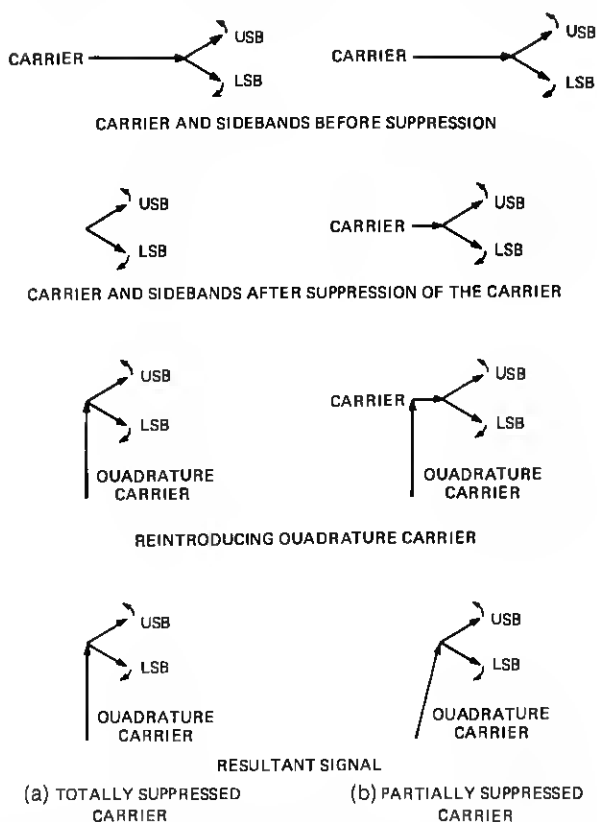 USB USB
CARRIER CARRIER
LSB LSB
CARRIER AND SIDEBANDS BEFORE SUPPRESSION
USB USB
CARRIER
LSB LSB
CARRIER AND SIDEBANDS AFTER SUPPRESSION OF THE CARRIER
USB USB
CARRIER
LSB LSB
OUADRATURE OUADRATURE
CARRIER CARRIER
REINTRODUCING OUADRATURE CARRIER
USB USB
LSB LSB
OUADRATURE OUADRATURE
CARRIER CARRIER
RESULTANT SIGNAL
(a) TOTALLY SUPPRESSED (b) PARTIALLY SUPPRESSED
CARRIER CARRIER